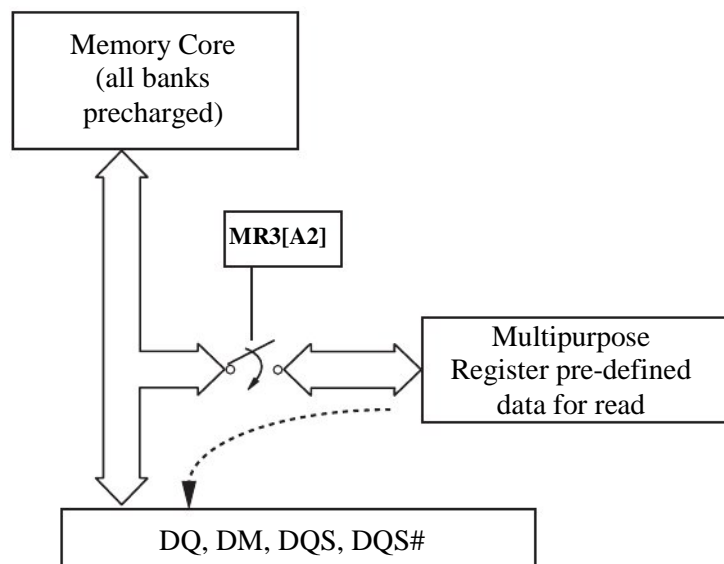 Memory Core
(all banks
precharged)
MR3[A2]
Multipurpose
Register pre-defined
data for read
DQ, DM, DQS, DQS#